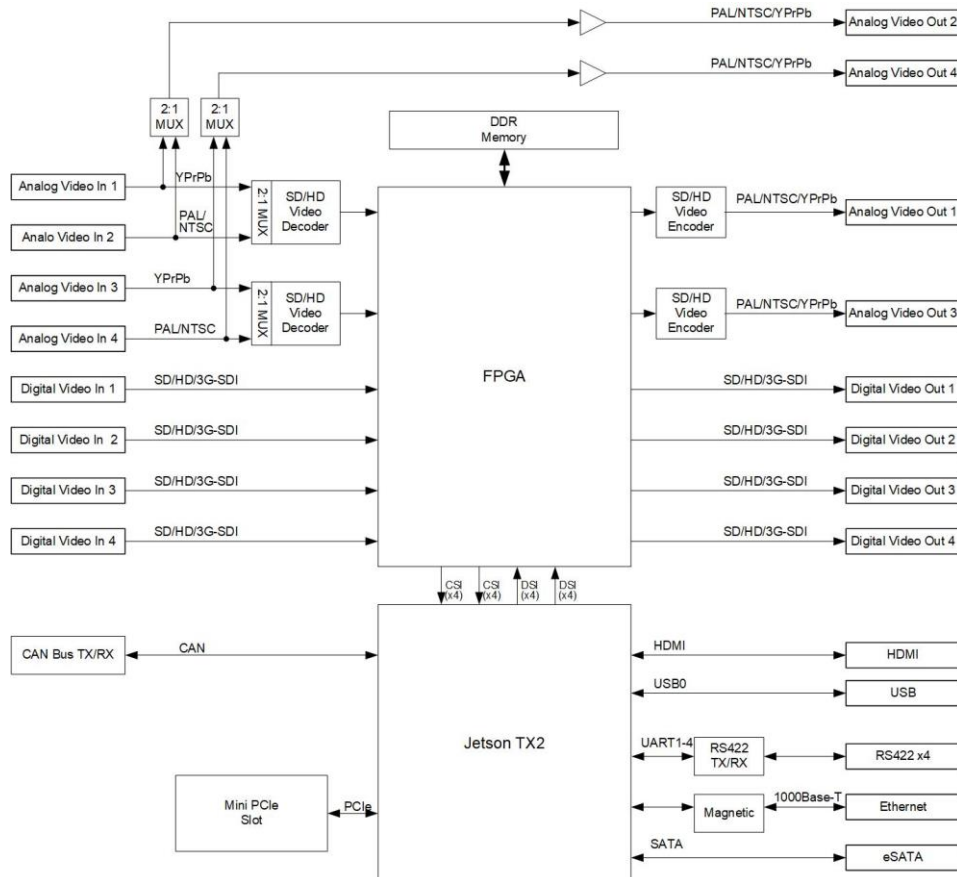 PAL/NTSC/YPrPb
Analog Video Out 2
PAL/NTSC/YPrPb
Analog Video Out 4
2:1
MUX
2:1
MUX
DDR
Memory
Analog Video In 1
YPrPb
2:1 MUX
SD/HD
Video
Decoder
SD/HD
Video
Encoder
PAL/NTSC/YPrPb
Analog Video Out 1
PAL/
NTSC
Analo Video In 2
Analog Video In 3
YPrPb
2:1 MUX
SD/HD
Video
Decoder
SD/HD
Video
Encoder
PAL/NTSC/YPrPb
Analog Video Out 3
Analog Video In 4
PAL/NTSC
FPGA
Digital Video In 1
SD/HD/3G-SDI
SD/HD/3G-SDI
Digital Video Out 1
Digital Video In 2
SD/HD/3G-SDI
SD/HD/3G-SDI
Digital Video Out 2
Digital Video In 3
SD/HD/3G-SDI
SD/HD/3G-SDI
Digital Video Out 3
Digital Video In 4
SD/HD/3G-SDI
SD/HD/3G-SDI
Digital Video Out 4
CSI
(x4)
CSI
(x4)
DSI
(x4)
DSI
(x4)
CAN Bus TX/RX
CAN
HDMI
HDMI
USB0
USB
Jetson TX2
UART1-4
RS422
TX/RX
RS422 x4
Mini PCIe
Slot
PCIe
Magnetic
1000Base-T
Ethernet
SATA
eSATA